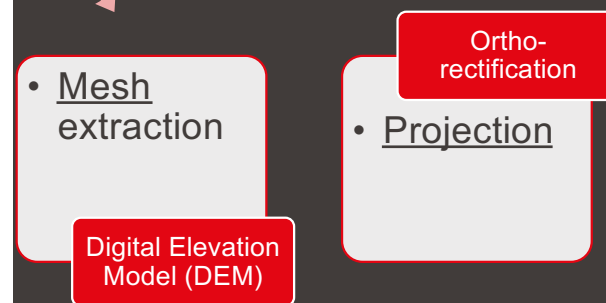 • Mesh
extraction
Digital Elevation
Model (DEM)
Ortho-
rectification
• Projection